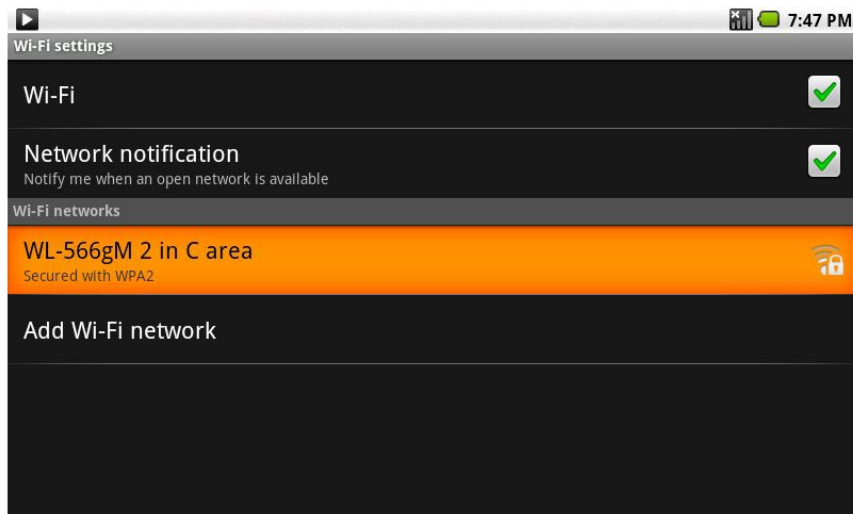 7:47 PM
Wi-Fi settings
Wi-Fi
Network notification
Notify me when an open network is available
Wi-Fi networks
WL-566gM 2 in C area
Secured with WPA2
Add Wi-Fi network